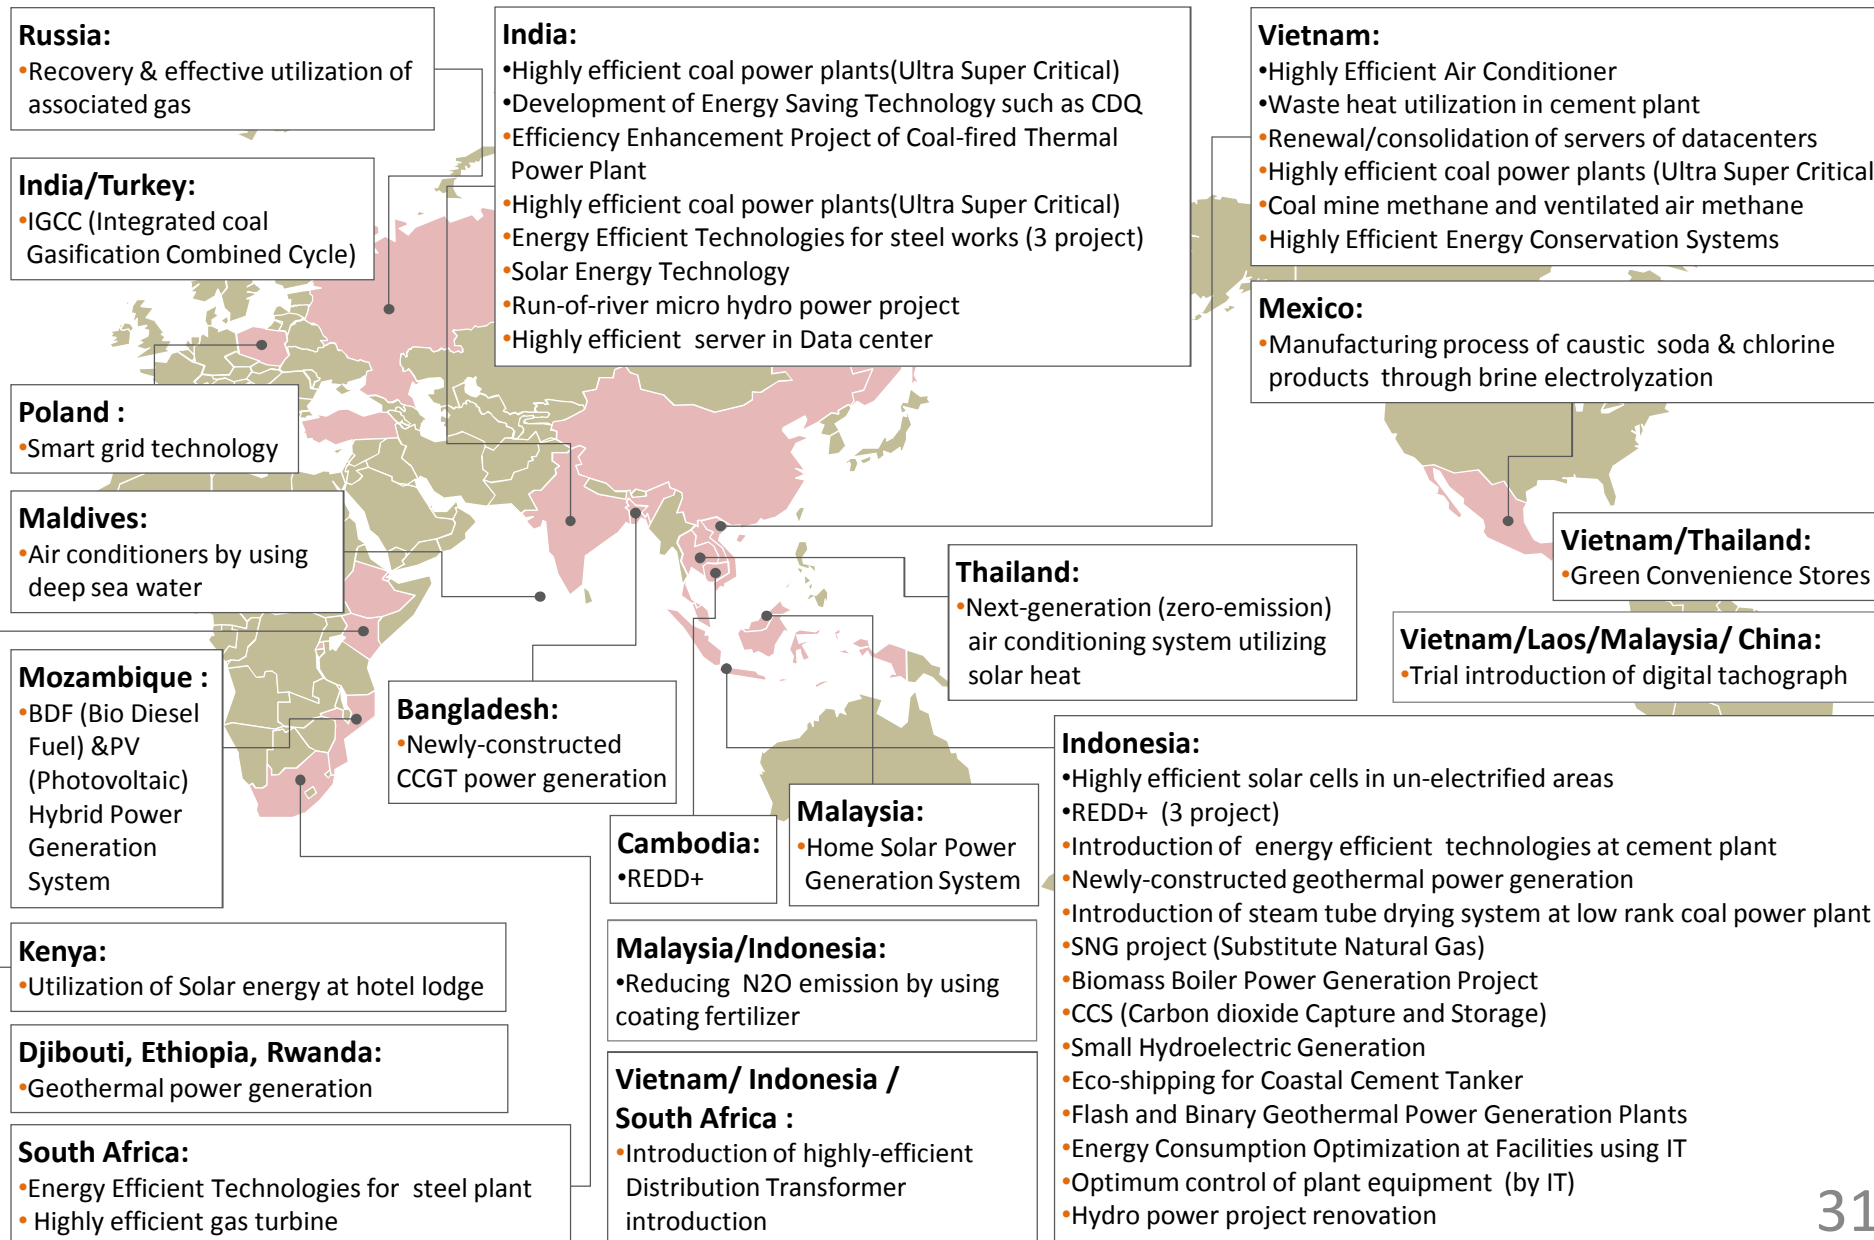 Russia:
•Recovery & effective utilization of
associated gas
India/Turkey:
•IGCC (Integrated coal
Gasification Combined Cycle)
Poland :
•Smart grid technology
Maldives:
•Air conditioners by using
deep sea water
Mozambique :
•BDF (Bio Diesel
Fuel) &PV
(Photovoltaic)
Hybrid Power
Generation
System
Kenya:
•Utilization of Solar energy at hotel lodge
Djibouti, Ethiopia, Rwanda:
•Geothermal power generation
South Africa:
•Energy Efficient Technologies for steel plant
• Highly efficient gas turbine
India:
•Highly efficient coal power plants(Ultra Super Critical)
•Development of Energy Saving Technology such as CDQ
•Efficiency Enhancement Project of Coal-fired Thermal
Power Plant
•Highly efficient coal power plants(Ultra Super Critical)
•Energy Efficient Technologies for steel works (3 project)
•Solar Energy Technology
•Run-of-river micro hydro power project
•Highly efficient server in Data center
Bangladesh:
•Newly-constructed
CCGT power generation
Cambodia:
•REDD+
Malaysia:
•Home Solar Power
Generation System
Malaysia/Indonesia:
•Reducing N2O emission by using
coating fertilizer
Vietnam/ Indonesia /
South Africa :
•Introduction of highly-efficient
Distribution Transformer
introduction
Thailand:
•Next-generation (zero-emission)
air conditioning system utilizing
solar heat
Vietnam:
•Highly Efficient Air Conditioner
•Waste heat utilization in cement plant
•Renewal/consolidation of servers of datacenters
•Highly efficient coal power plants (Ultra Super Critical
•Coal mine methane and ventilated air methane
•Highly Efficient Energy Conservation Systems
Mexico:
•Manufacturing process of caustic soda & chlorine
products through brine electrolyzation
Vietnam/Thailand:
•Green Convenience Stores
Vietnam/Laos/Malaysia/ China:
•Trial introduction of digital tachograph
Indonesia:
•Highly efficient solar cells in un-electrified areas
•REDD+ (3 project)
•Introduction of energy efficient technologies at cement plant
•Newly-constructed geothermal power generation
•Introduction of steam tube drying system at low rank coal power plant
•SNG project (Substitute Natural Gas)
•Biomass Boiler Power Generation Project
•CCS (Carbon dioxide Capture and Storage)
•Small Hydroelectric Generation
•Eco-shipping for Coastal Cement Tanker
•Flash and Binary Geothermal Power Generation Plants
•Energy Consumption Optimization at Facilities using IT
•Optimum control of plant equipment (by IT)
•Hydro power project renovation
31